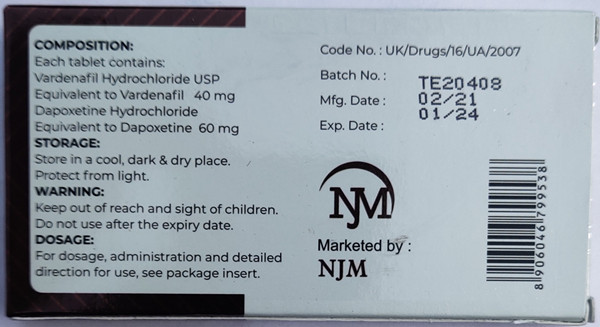 COMPOSITION:
Each tablet contains:
Vardenafil Hydrochloride USP
Equivalent to Vardenafil 40 mg
Dapoxetine Hydrochloride
Equivalent to Dapoxetine 60 mg
STORAGE:
Store in a cool, dark & dry place.
Protect from light.
WARNING:
Keep out of reach and sight of children.
Do not use after the expiry date.
DOSAGE:
For dosage, administration and detailed
direction for use, see package insert.
Code No. : UK/Drugs/16/UA/2007
Batch No. : TE20408
Mfg. Date : 02/21
Exp. Date : 01/24
NJM
Marketed by :
NJM
8 906046 799538